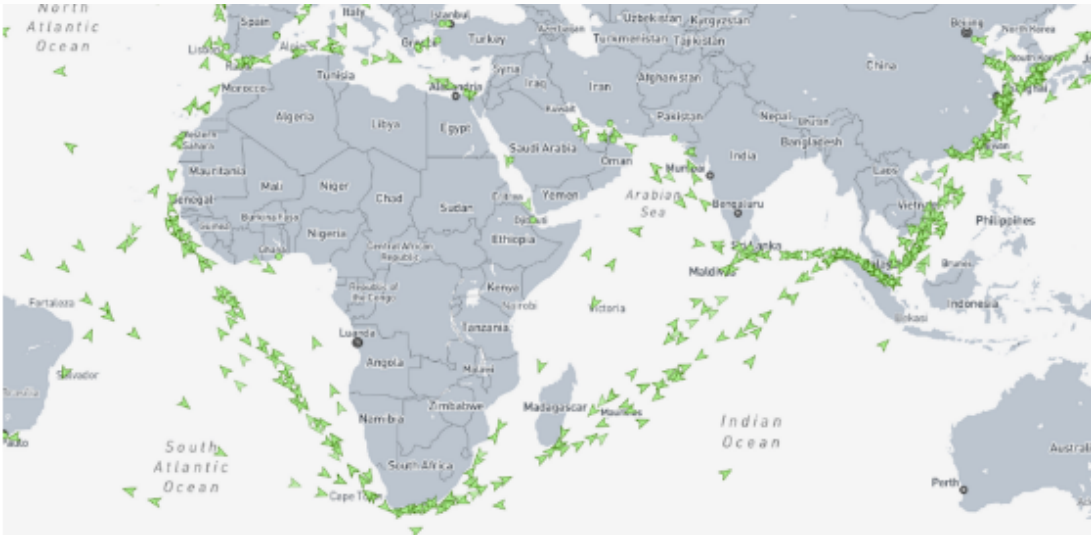 North
Atlantic
Ocean
Spain
Italy
Istanbul
Uzbekistan
Kyrgyzstan
Beijing
North Korea
Turkmenistan
Tajikistan
Turkey
Greece
Tunisia
Syria
China
Morocco
Iraq
Iran
Afghanistan
Algeria
Libya
Egypt
Kuwait
Pakistan
Nepal
Bhutan
Western
Sahara
Saudi Arabia
Oman
India
Bangladesh
Mauritania
Mumbai
Laos
Mali
Niger
Chad
Sudan
Eritrea
Yemen
Arabian
Sea
Senegal
Burkina Faso
Djibouti
Bengaluru
Vietnam
Philippines
Guinea
Ghana
Nigeria
Ethiopia
Central African
Republic
Sri Lanka
Maldives
Brunei
Republic of
the Congo
Kenya
Nairobi
Fortaleza
Victoria
Indonesia
Bekasi
Luanda
Tanzania
Angola
Malawi
Salvador
Zimbabwe
Madagascar
Mauritius
Namibia
Indian
Ocean
South
Atlantic
Ocean
South Africa
Cape Town
Perth